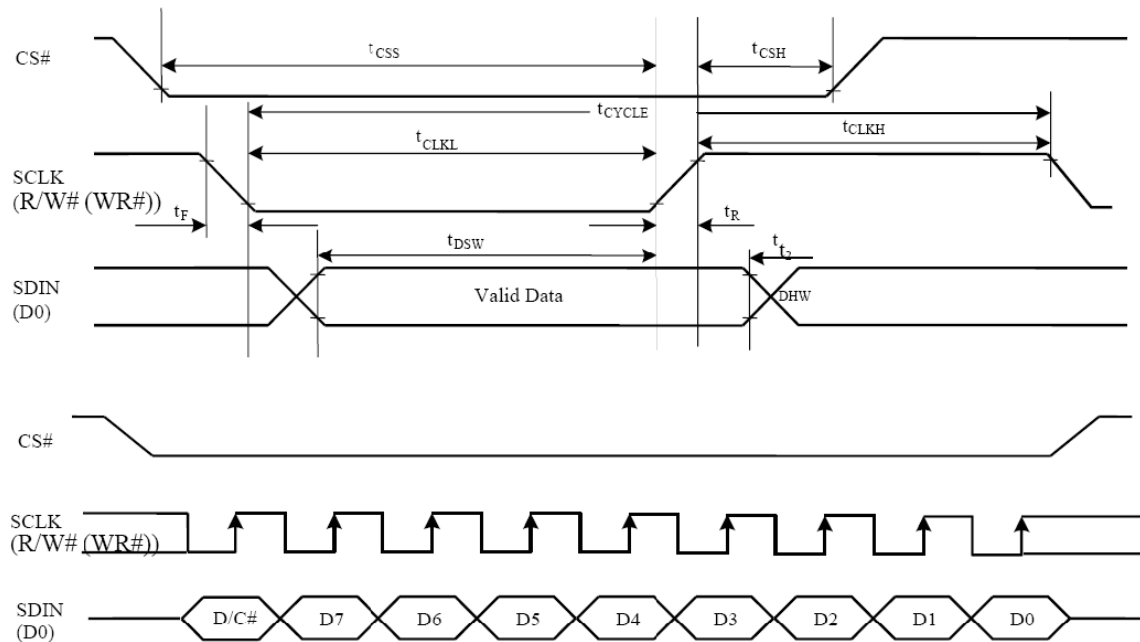 CS#
tCSS
tCSH
tCYCLE
tCLKL
tCLKH
SCLK
(R/W# (WR#))
tF
tR
tDSW
t
t2
SDIN
(D0)
Valid Data
DHW
CS#
SCLK
(R/W# (WR#))
SDIN
(D0)
D/C# D7 D6 D5 D4 D3 D2 D1 D0